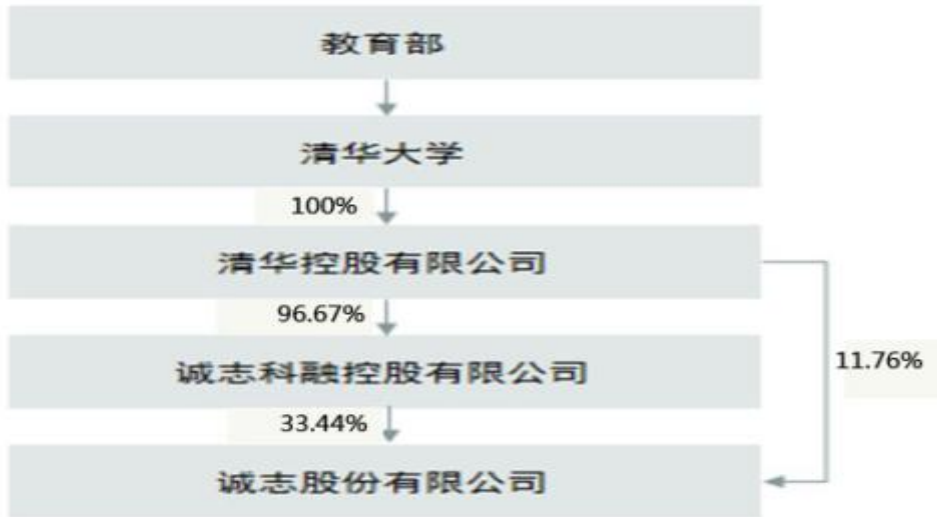 教育部
清华大学
100%
清华控股有限公司
96.67%
诚志科融控股有限公司
11.76%
33.44%
诚志股份有限公司